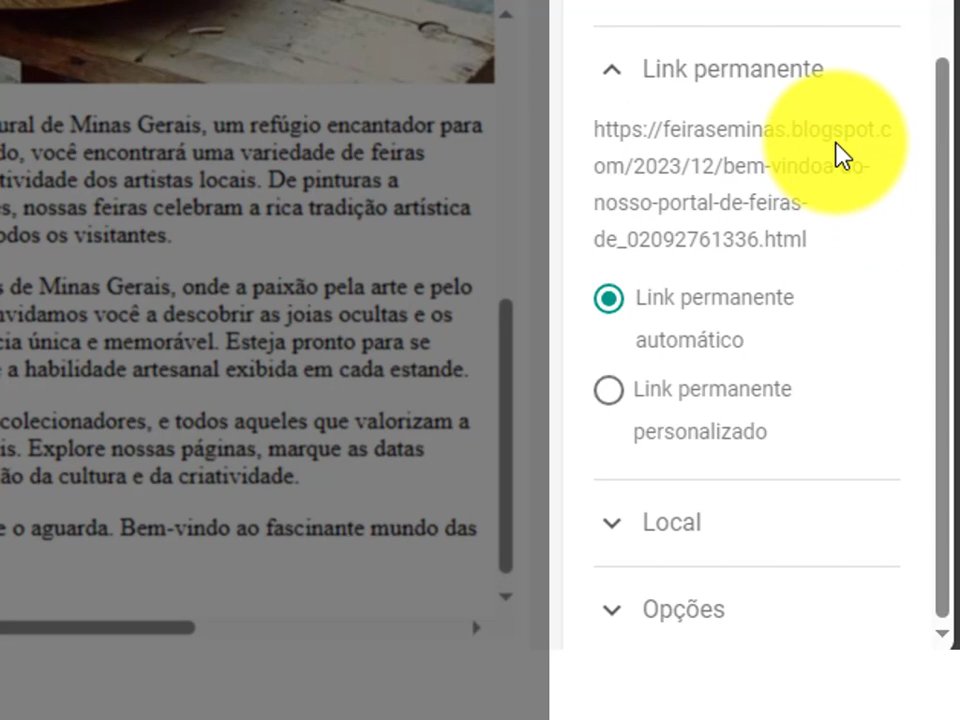 ural de Minas Gerais, um refúgio encantador para
do, você encontrará uma variedade de feiras
tividade dos artistas locais. De pinturas a
s, nossas feiras celebram a rica tradição artística
odos os visitantes.
s de Minas Gerais, onde a paixão pela arte e pelo
nvidamos você a descobrir as joias ocultas e os
cia única e memorável. Esteja pronto para se
e a habilidade artesanal exibida em cada estande.
colecionadores, e todos aqueles que valorizam a
is. Explore nossas páginas, marque as datas
ão da cultura e da criatividade.
e o aguarda. Bem-vindo ao fascinante mundo das
Link permanente
https://feiraseminas.blogspot.c
om/2023/12/bem-vindoa-ao-
nosso-portal-de-feiras-
de_02092761336.html
Link permanente
automático
Link permanente
personalizado
Local
Opções